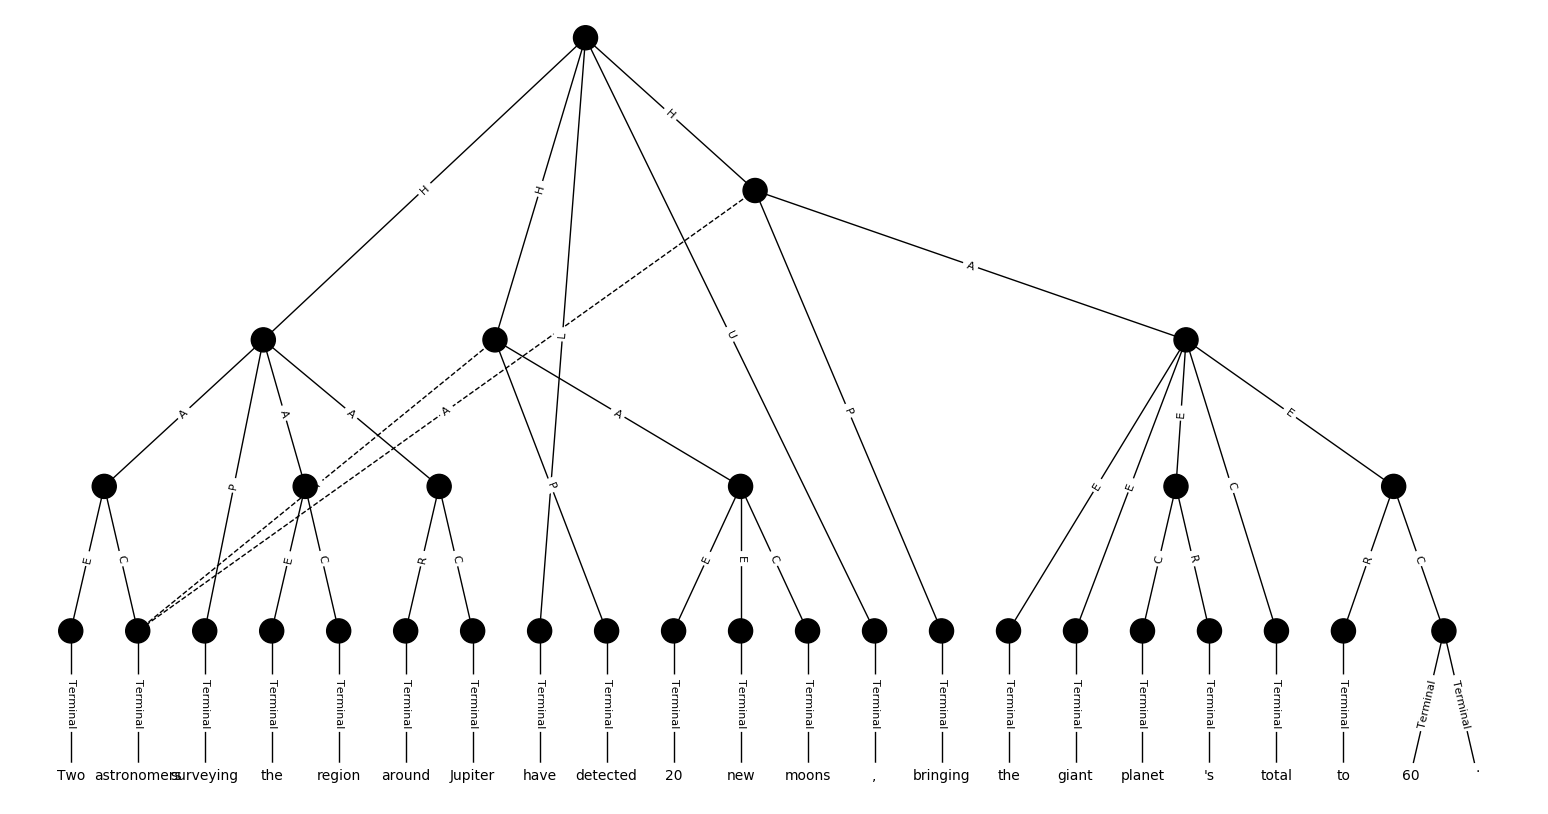 H
H H
L U
A A A A A A
P P P
E E E C E
E C E C R C E E C C R R C
Terminal Terminal Terminal Terminal Terminal Terminal Terminal Terminal Terminal Terminal Terminal Terminal Terminal Terminal Terminal Terminal Terminal Terminal Terminal Terminal Terminal Terminal
Two astronomers surveying the region around Jupiter have detected 20 new moons , bringing the giant planet 's total to 60 .